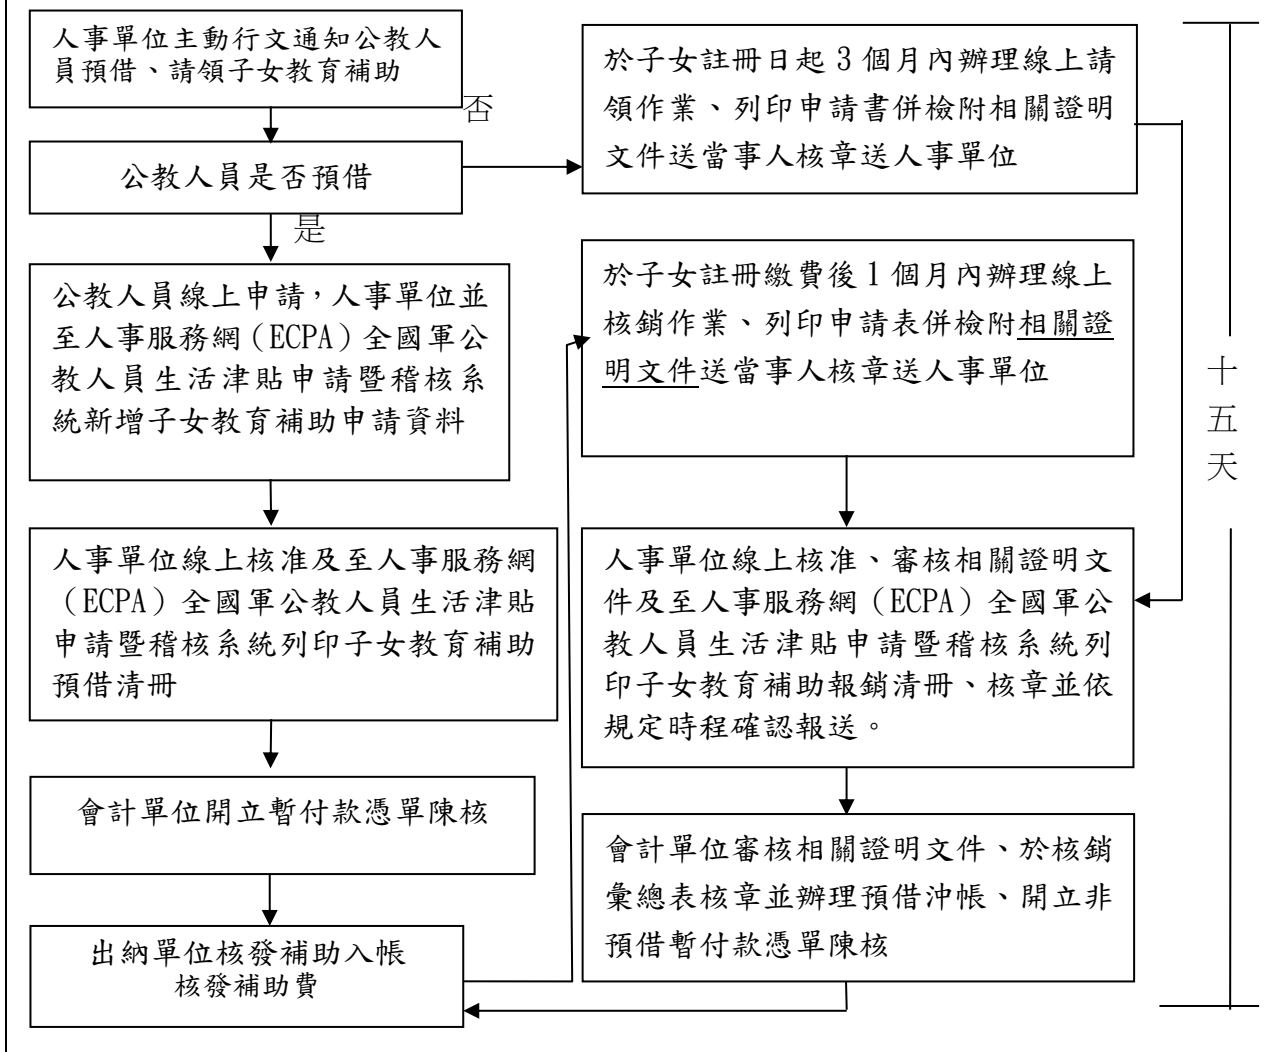 人事單位主動行文通知公教人
員預借、請領子女教育補助
否
公教人員是否預借
是
公教人員線上申請，人事單位並
至人事服務網（ECPA）全國軍公
教人員生活津貼申請暨稽核系
統新增子女教育補助申請資料
人事單位線上核准及至人事服務網
（ECPA）全國軍公教人員生活津貼
申請暨稽核系統列印子女教育補助
預借清冊
會計單位開立暫付款憑單陳核
出納單位核發補助入帳
核發補助費
於子女註冊日起 3 個月內辦理線上請
領作業、列印申請書併檢附相關證明
文件送當事人核章送人事單位
於子女註冊繳費後 1 個月內辦理線上
核銷作業、列印申請表併檢附相關證
明文件送當事人核章送人事單位
人事單位線上核准、審核相關證明文
件及至人事服務網（ECPA）全國軍公
教人員生活津貼申請暨稽核系統列
印子女教育補助報銷清冊、核章並依
規定時程確認報送。
會計單位審核相關證明文件、於核銷
彙總表核章並辦理預借沖帳、開立非
預借暫付款憑單陳核
十
五
天